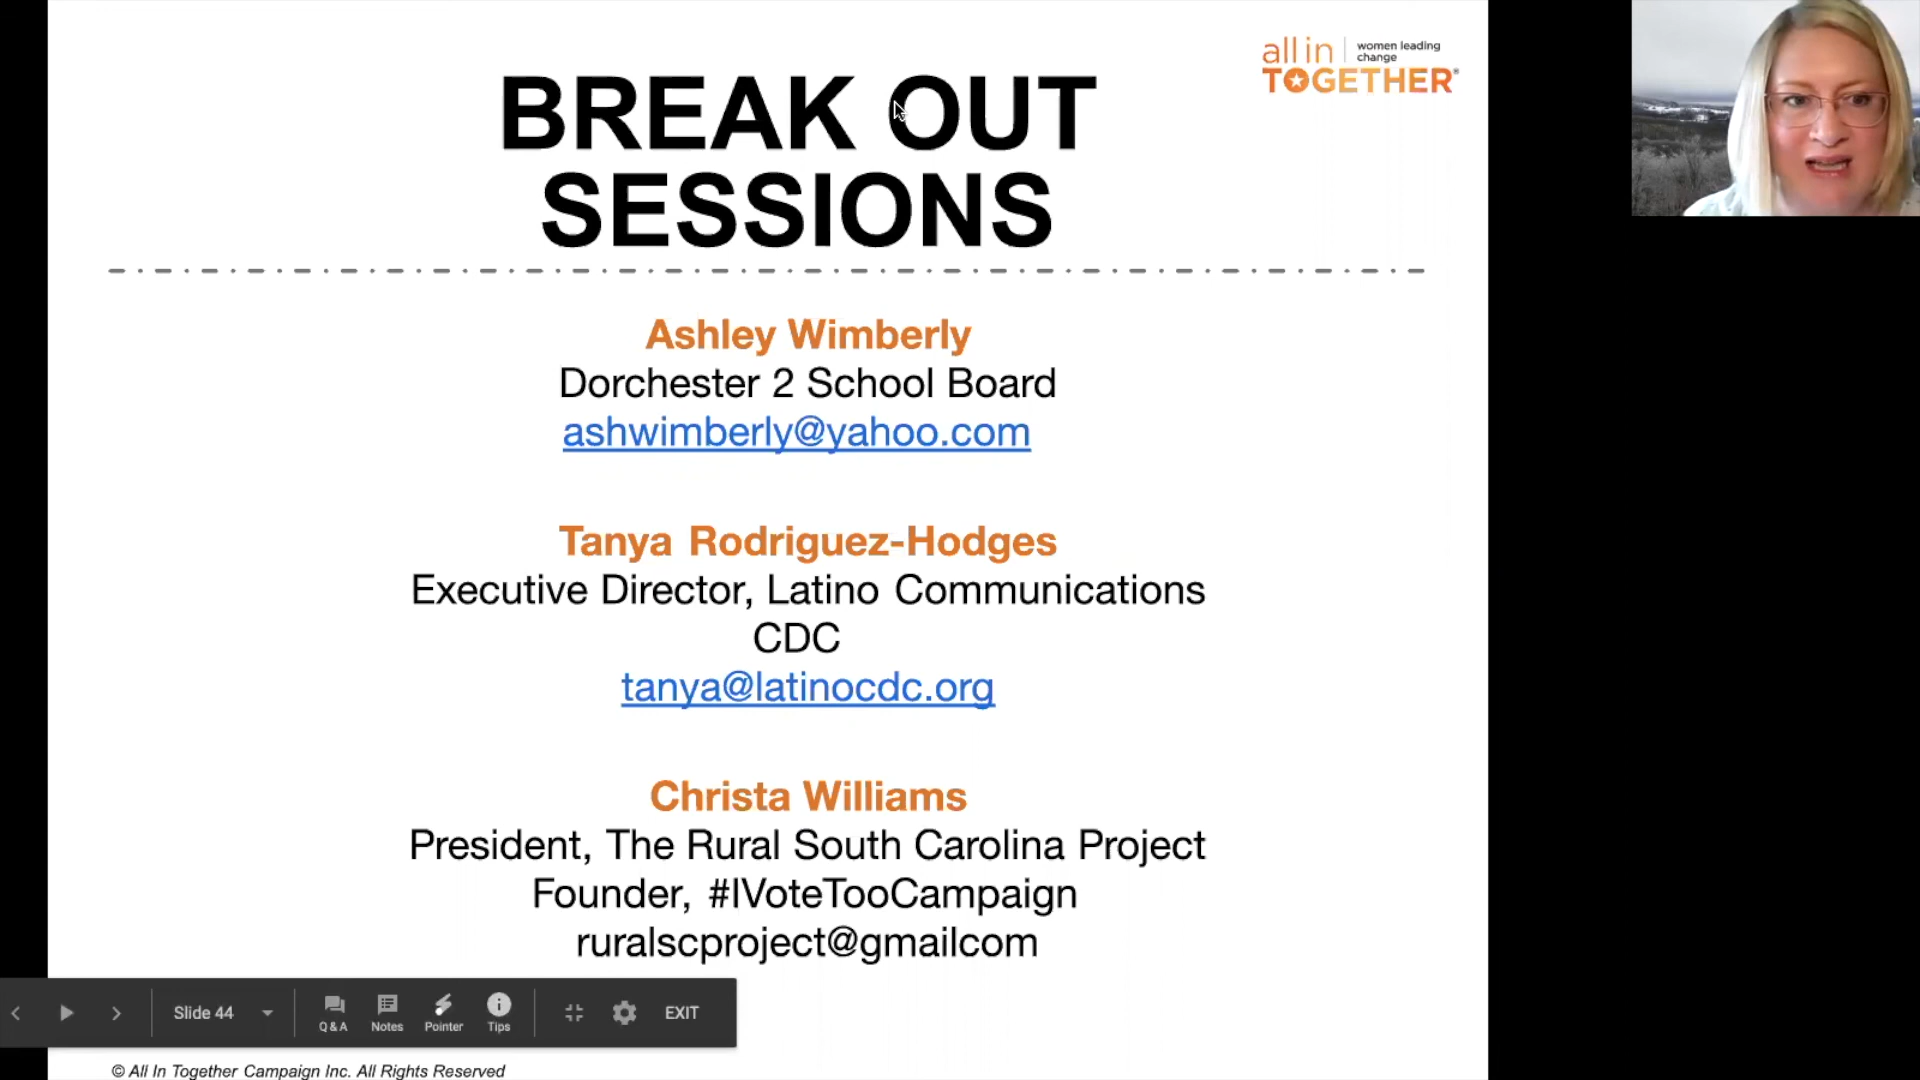 all in women leading
change
TOGETHER®
BREAK OUT
SESSIONS
Ashley Wimberly
Dorchester 2 School Board
ashwimberly@yahoo.com
Tanya Rodriguez-Hodges
Executive Director, Latino Communications
CDC
tanya@latinocdc.org
Christa Williams
President, The Rural South Carolina Project
Founder, #IVoteTooCampaign
ruralscproject@gmailcom
Slide 44 Q & A Notes Pointer Tips EXIT
© All In Together Campaign Inc. All Rights Reserved